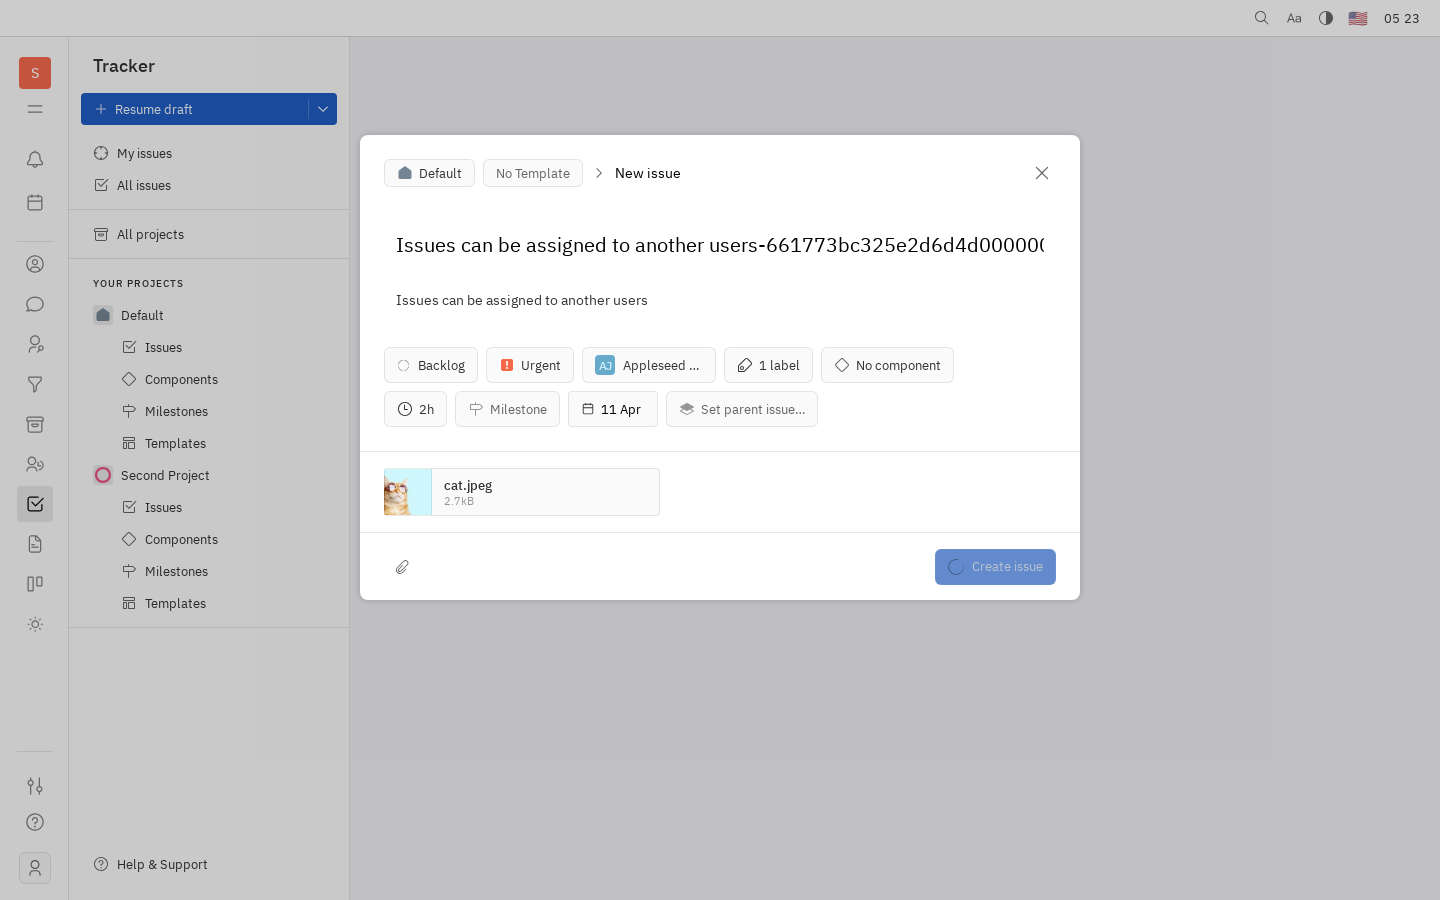 Aa
05 23
S
Tracker
Resume draft
My issues
All issues
All projects
YOUR PROJECTS
Default
Issues
Components
Milestones
Templates
Second Project
Issues
Components
Milestones
Templates
Help & Support
Default
No Template
New issue
Issues can be assigned to another users-661773bc325e2d6d4d000000
Issues can be assigned to another users
Backlog
Urgent
AJ
Appleseed ...
1 label
No component
2h
Milestone
11 Apr
Set parent issue...
cat.jpeg
2.7kB
Create issue